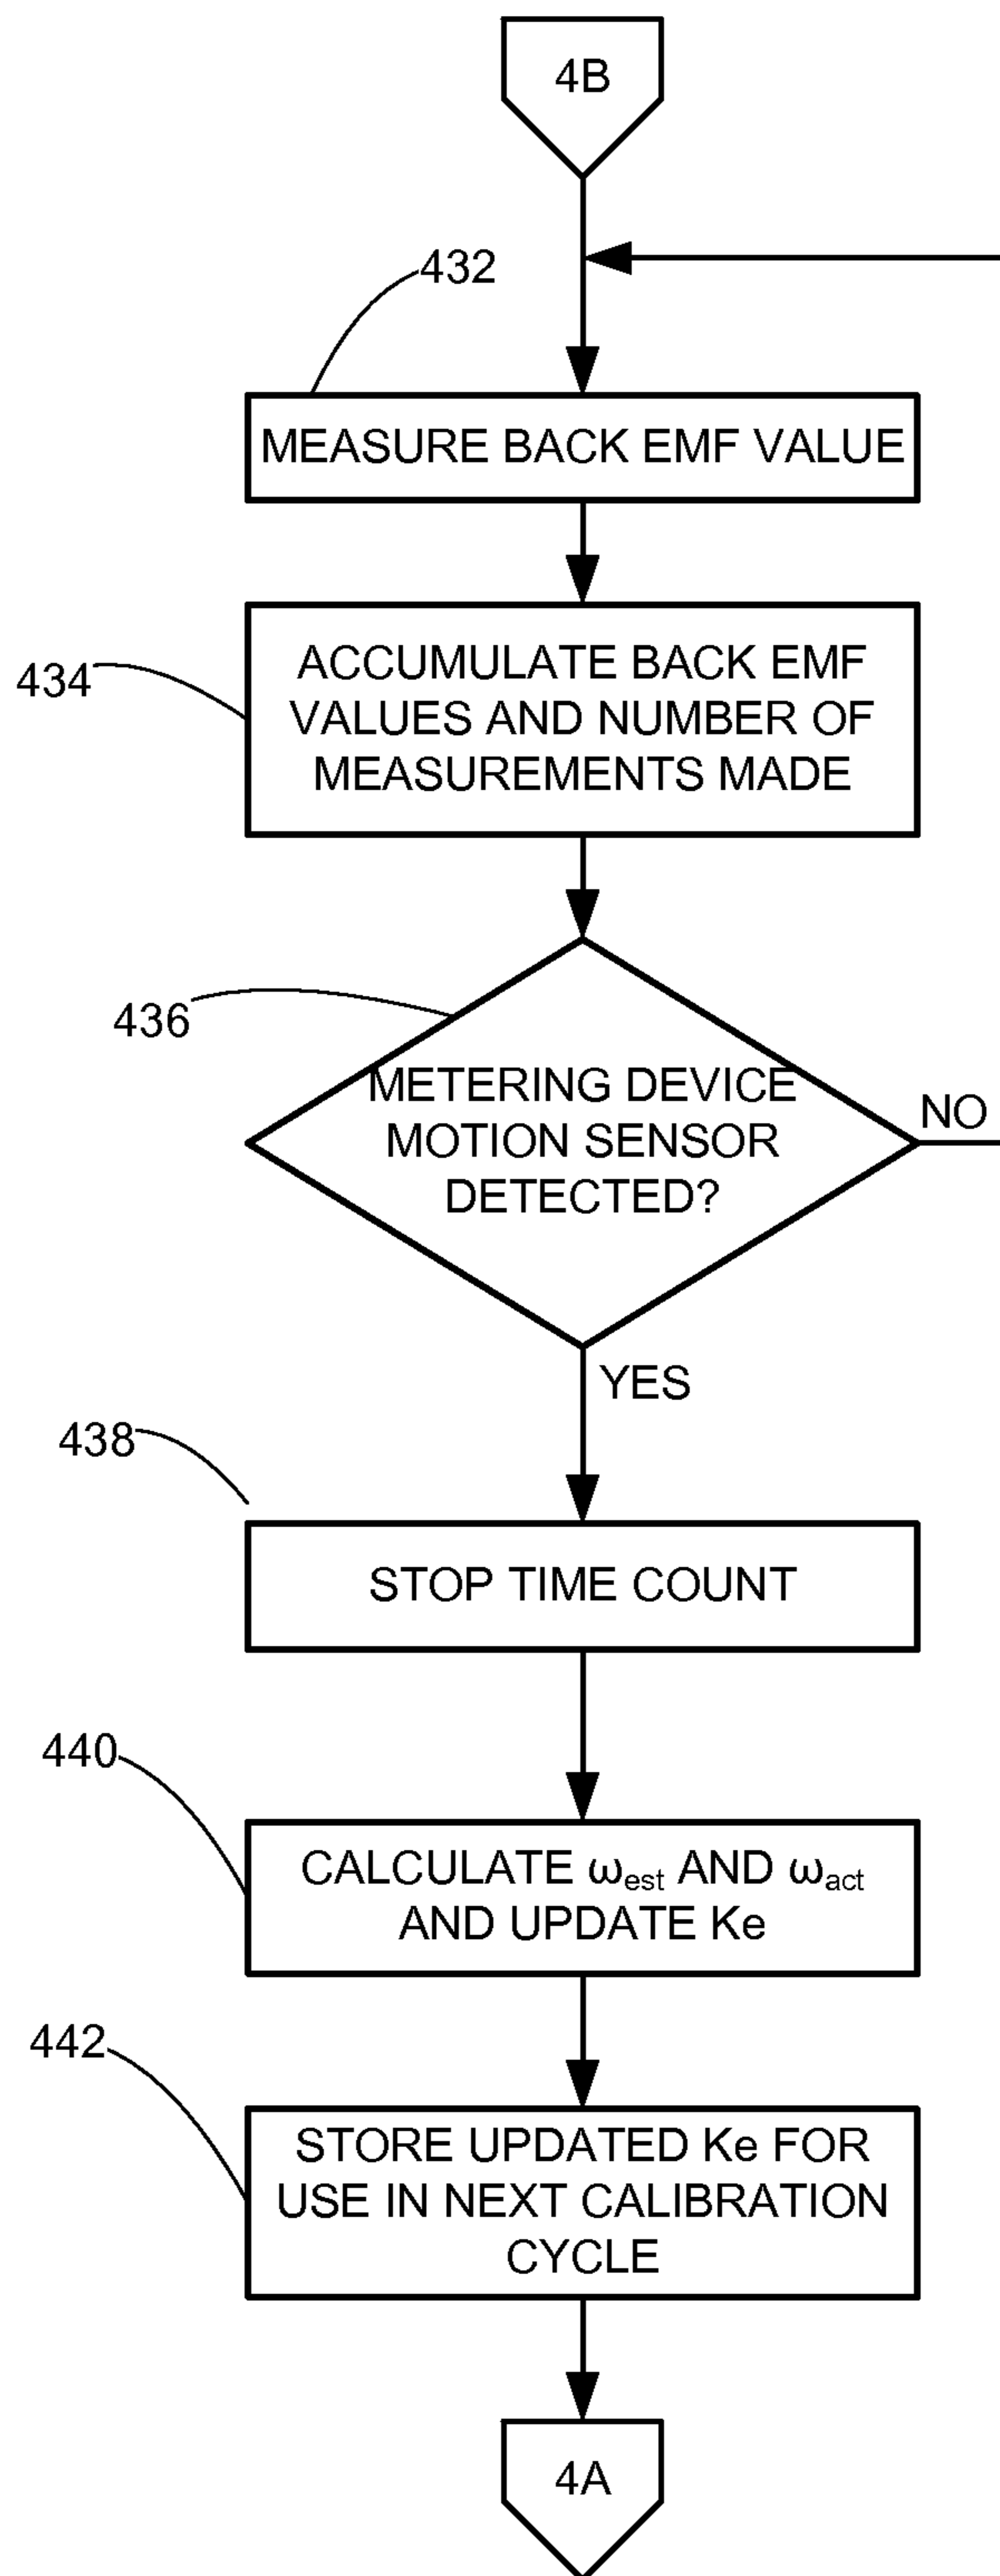 4B
432
MEASURE BACK EMF VALUE
434
ACCUMULATE BACK EMF
VALUES AND NUMBER OF
MEASUREMENTS MADE
436
METERING DEVICE
MOTION SENSOR
DETECTED?
NO
YES
438
STOP TIME COUNT
440
CALCULATE ωest AND ωact
AND UPDATE Ke
442
STORE UPDATED Ke FOR
USE IN NEXT CALIBRATION
CYCLE
4A